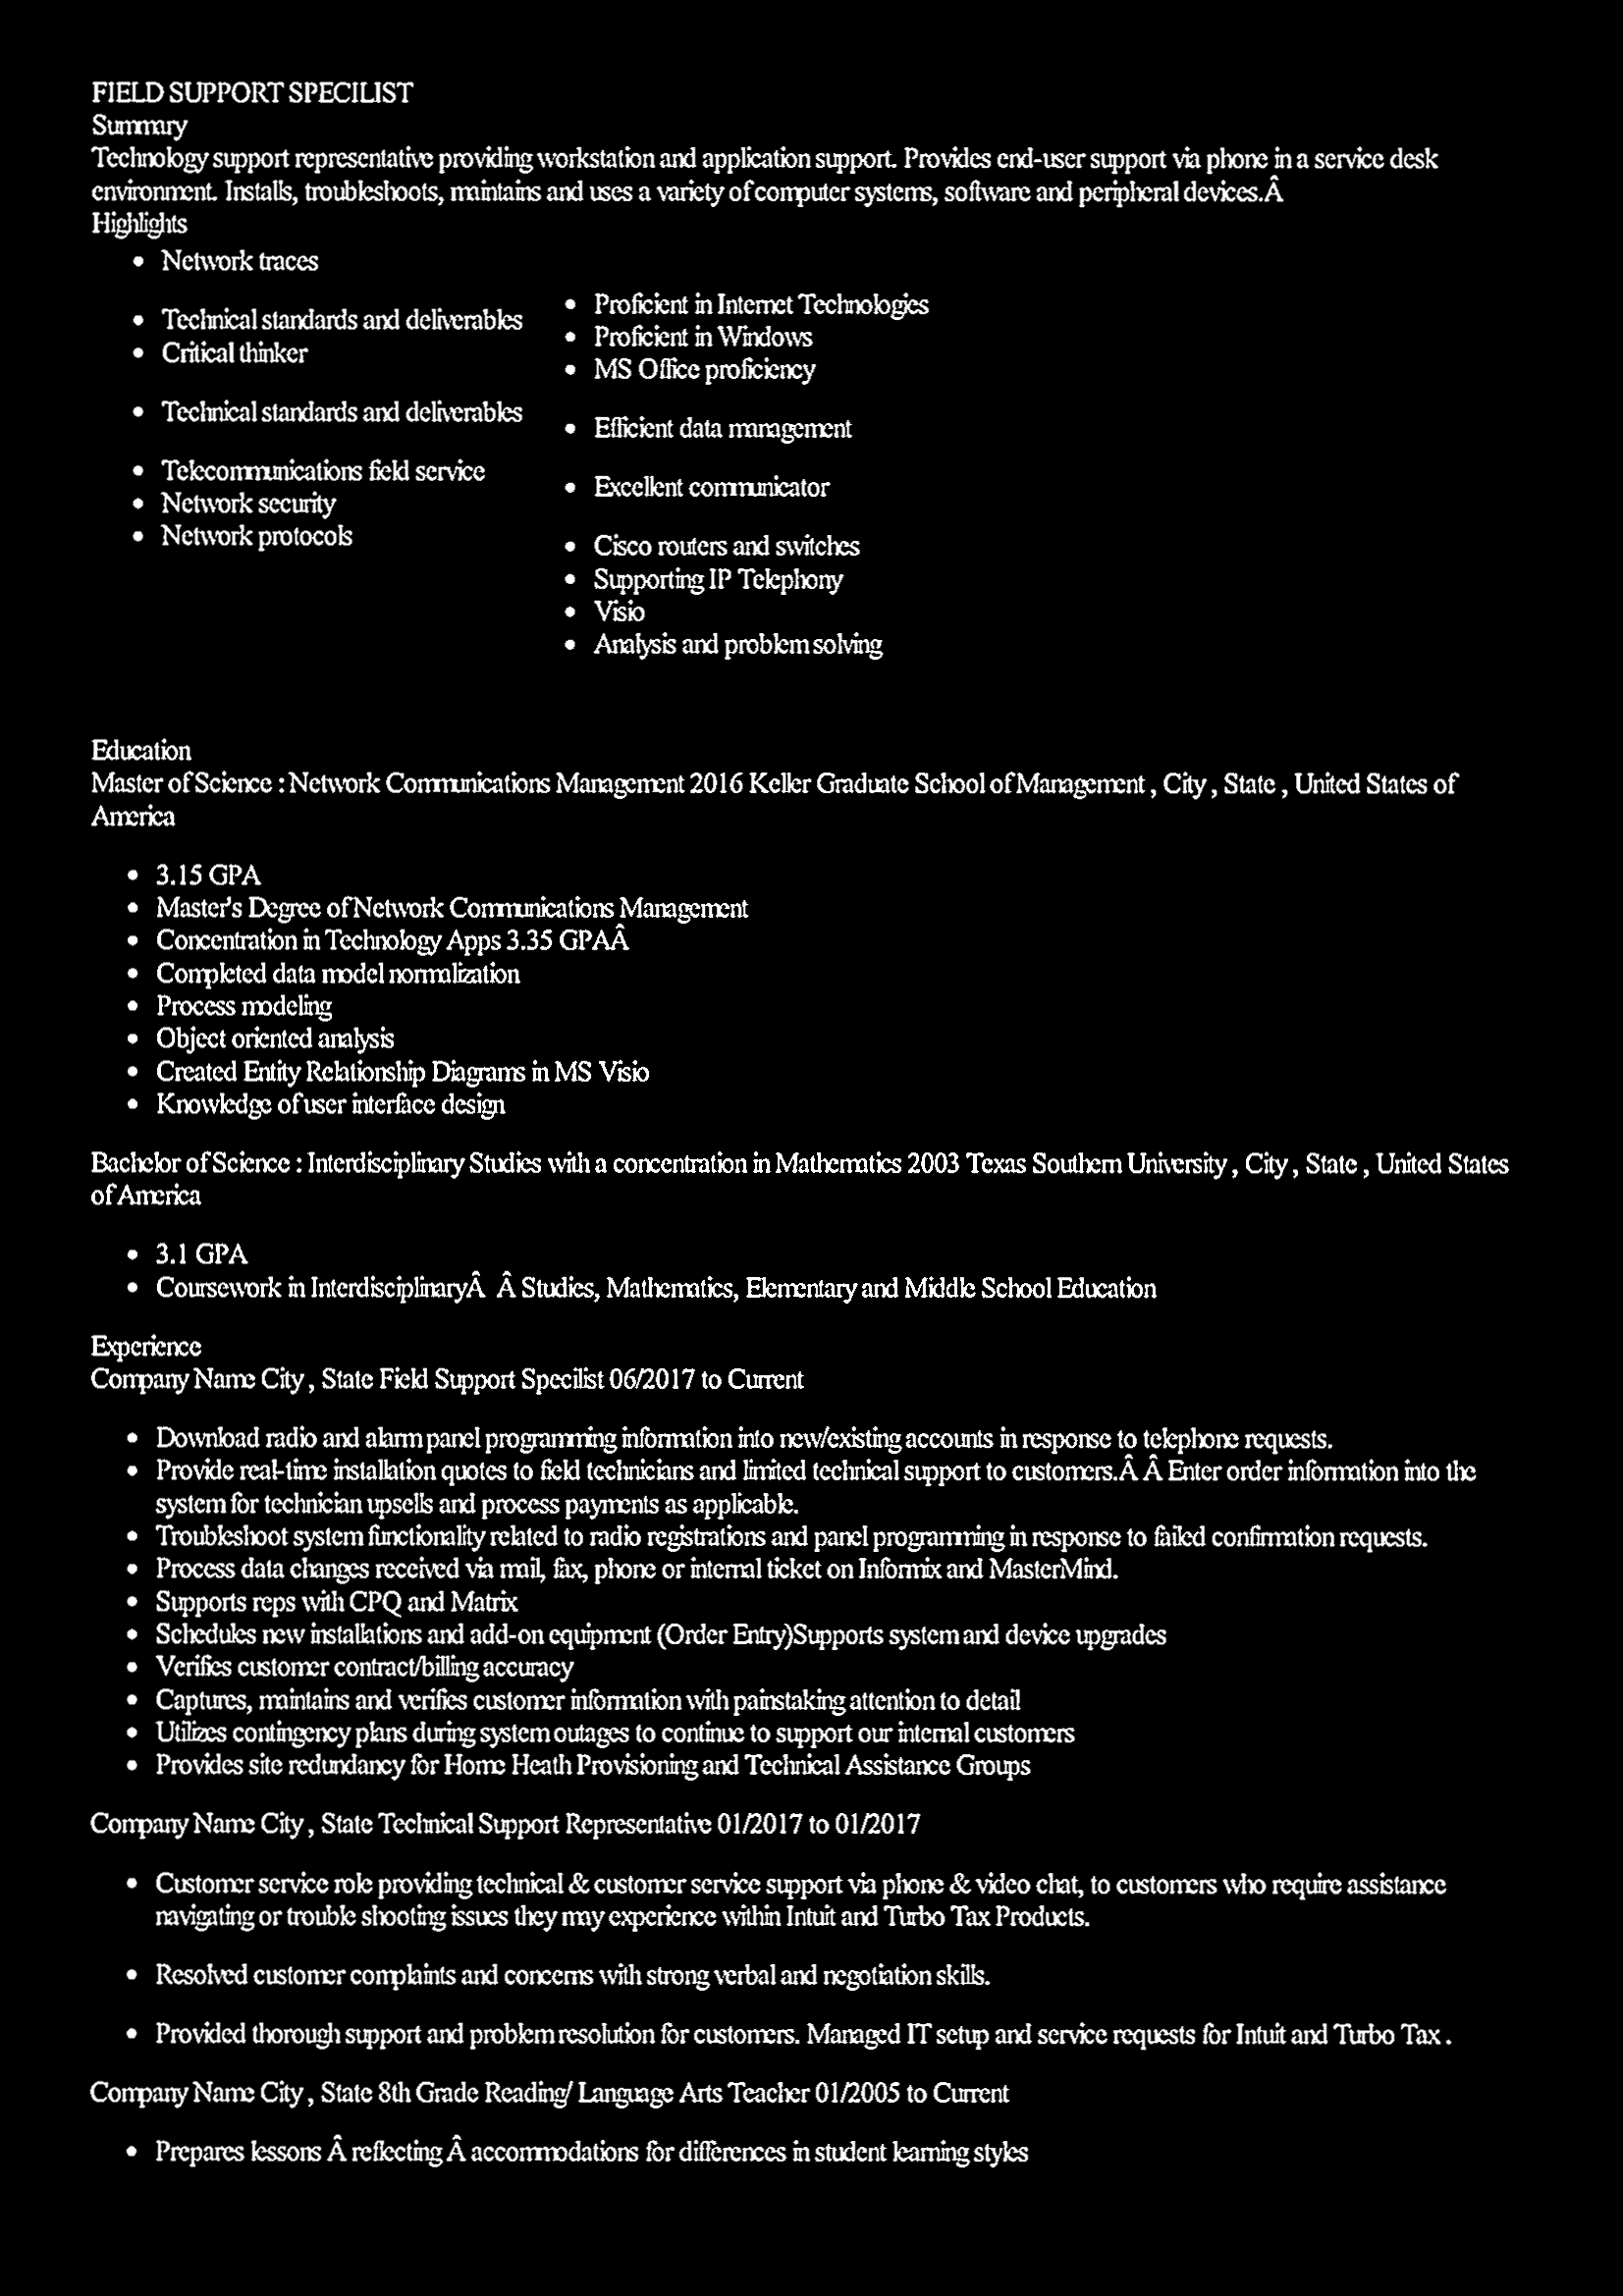 FIELD SUPPORT SPECILIST
Summary
Technology support representative providing workstation and application support. Provides end-user support via phone in a service desk
environment. Installs, troubleshoots, maintains and uses a variety of computer systems, software and peripheral devices.Â
Highlights
• Network traces
• Technical standards and deliverables
• Critical thinker
• Technical standards and deliverables
• Telecommunications field service
• Network security
• Network protocols
• Proficient in Internet Technologies
• Proficient in Windows
• MS Office proficiency
• Efficient data management
• Excellent communicator
• Cisco routers and switches
• Supporting IP Telephony
• Visio
• Analysis and problem solving
Education
Master of Science : Network Communications Management 2016 Keller Graduate School of Management , City , State , United States of
America
• 3.15 GPA
• Master's Degree of Network Communications Management
• Concentration in Technology Apps 3.35 GPAÂ
• Completed data model normalization
• Process modeling
• Object oriented analysis
• Created Entity Relationship Diagrams in MS Visio
• Knowledge of user interface design
Bachelor of Science : Interdisciplinary Studies with a concentration in Mathematics 2003 Texas Southern University , City , State , United States
of America
• 3.1 GPA
• Coursework in InterdisciplinaryÂ Â Studies, Mathematics, Elementary and Middle School Education
Experience
Company Name City , State Field Support Specilist 06/2017 to Current
• Download radio and alarm panel programming information into new/existing accounts in response to telephone requests.
• Provide real-time installation quotes to field technicians and limited technical support to customers.Â Â Enter order information into the
system for technician upsells and process payments as applicable.
• Troubleshoot system functionality related to radio registrations and panel programming in response to failed confirmation requests.
• Process data changes received via mail, fax, phone or internal ticket on Informix and MasterMind.
• Supports reps with CPQ and Matrix
• Schedules new installations and add-on equipment (Order Entry)Supports system and device upgrades
• Verifies customer contract/billing accuracy
• Captures, maintains and verifies customer information with painstaking attention to detail
• Utilizes contingency plans during system outages to continue to support our internal customers
• Provides site redundancy for Home Heath Provisioning and Technical Assistance Groups
Company Name City , State Technical Support Representative 01/2017 to 01/2017
• Customer service role providing technical & customer service support via phone & video chat, to customers who require assistance
navigating or trouble shooting issues they may experience within Intuit and Turbo Tax Products.
• Resolved customer complaints and concerns with strong verbal and negotiation skills.
• Provided thorough support and problem resolution for customers. Managed IT setup and service requests for Intuit and Turbo Tax .
Company Name City , State 8th Grade Reading/ Language Arts Teacher 01/2005 to Current
• Prepares lessons Â reflecting Â accommodations for differences in student learning styles